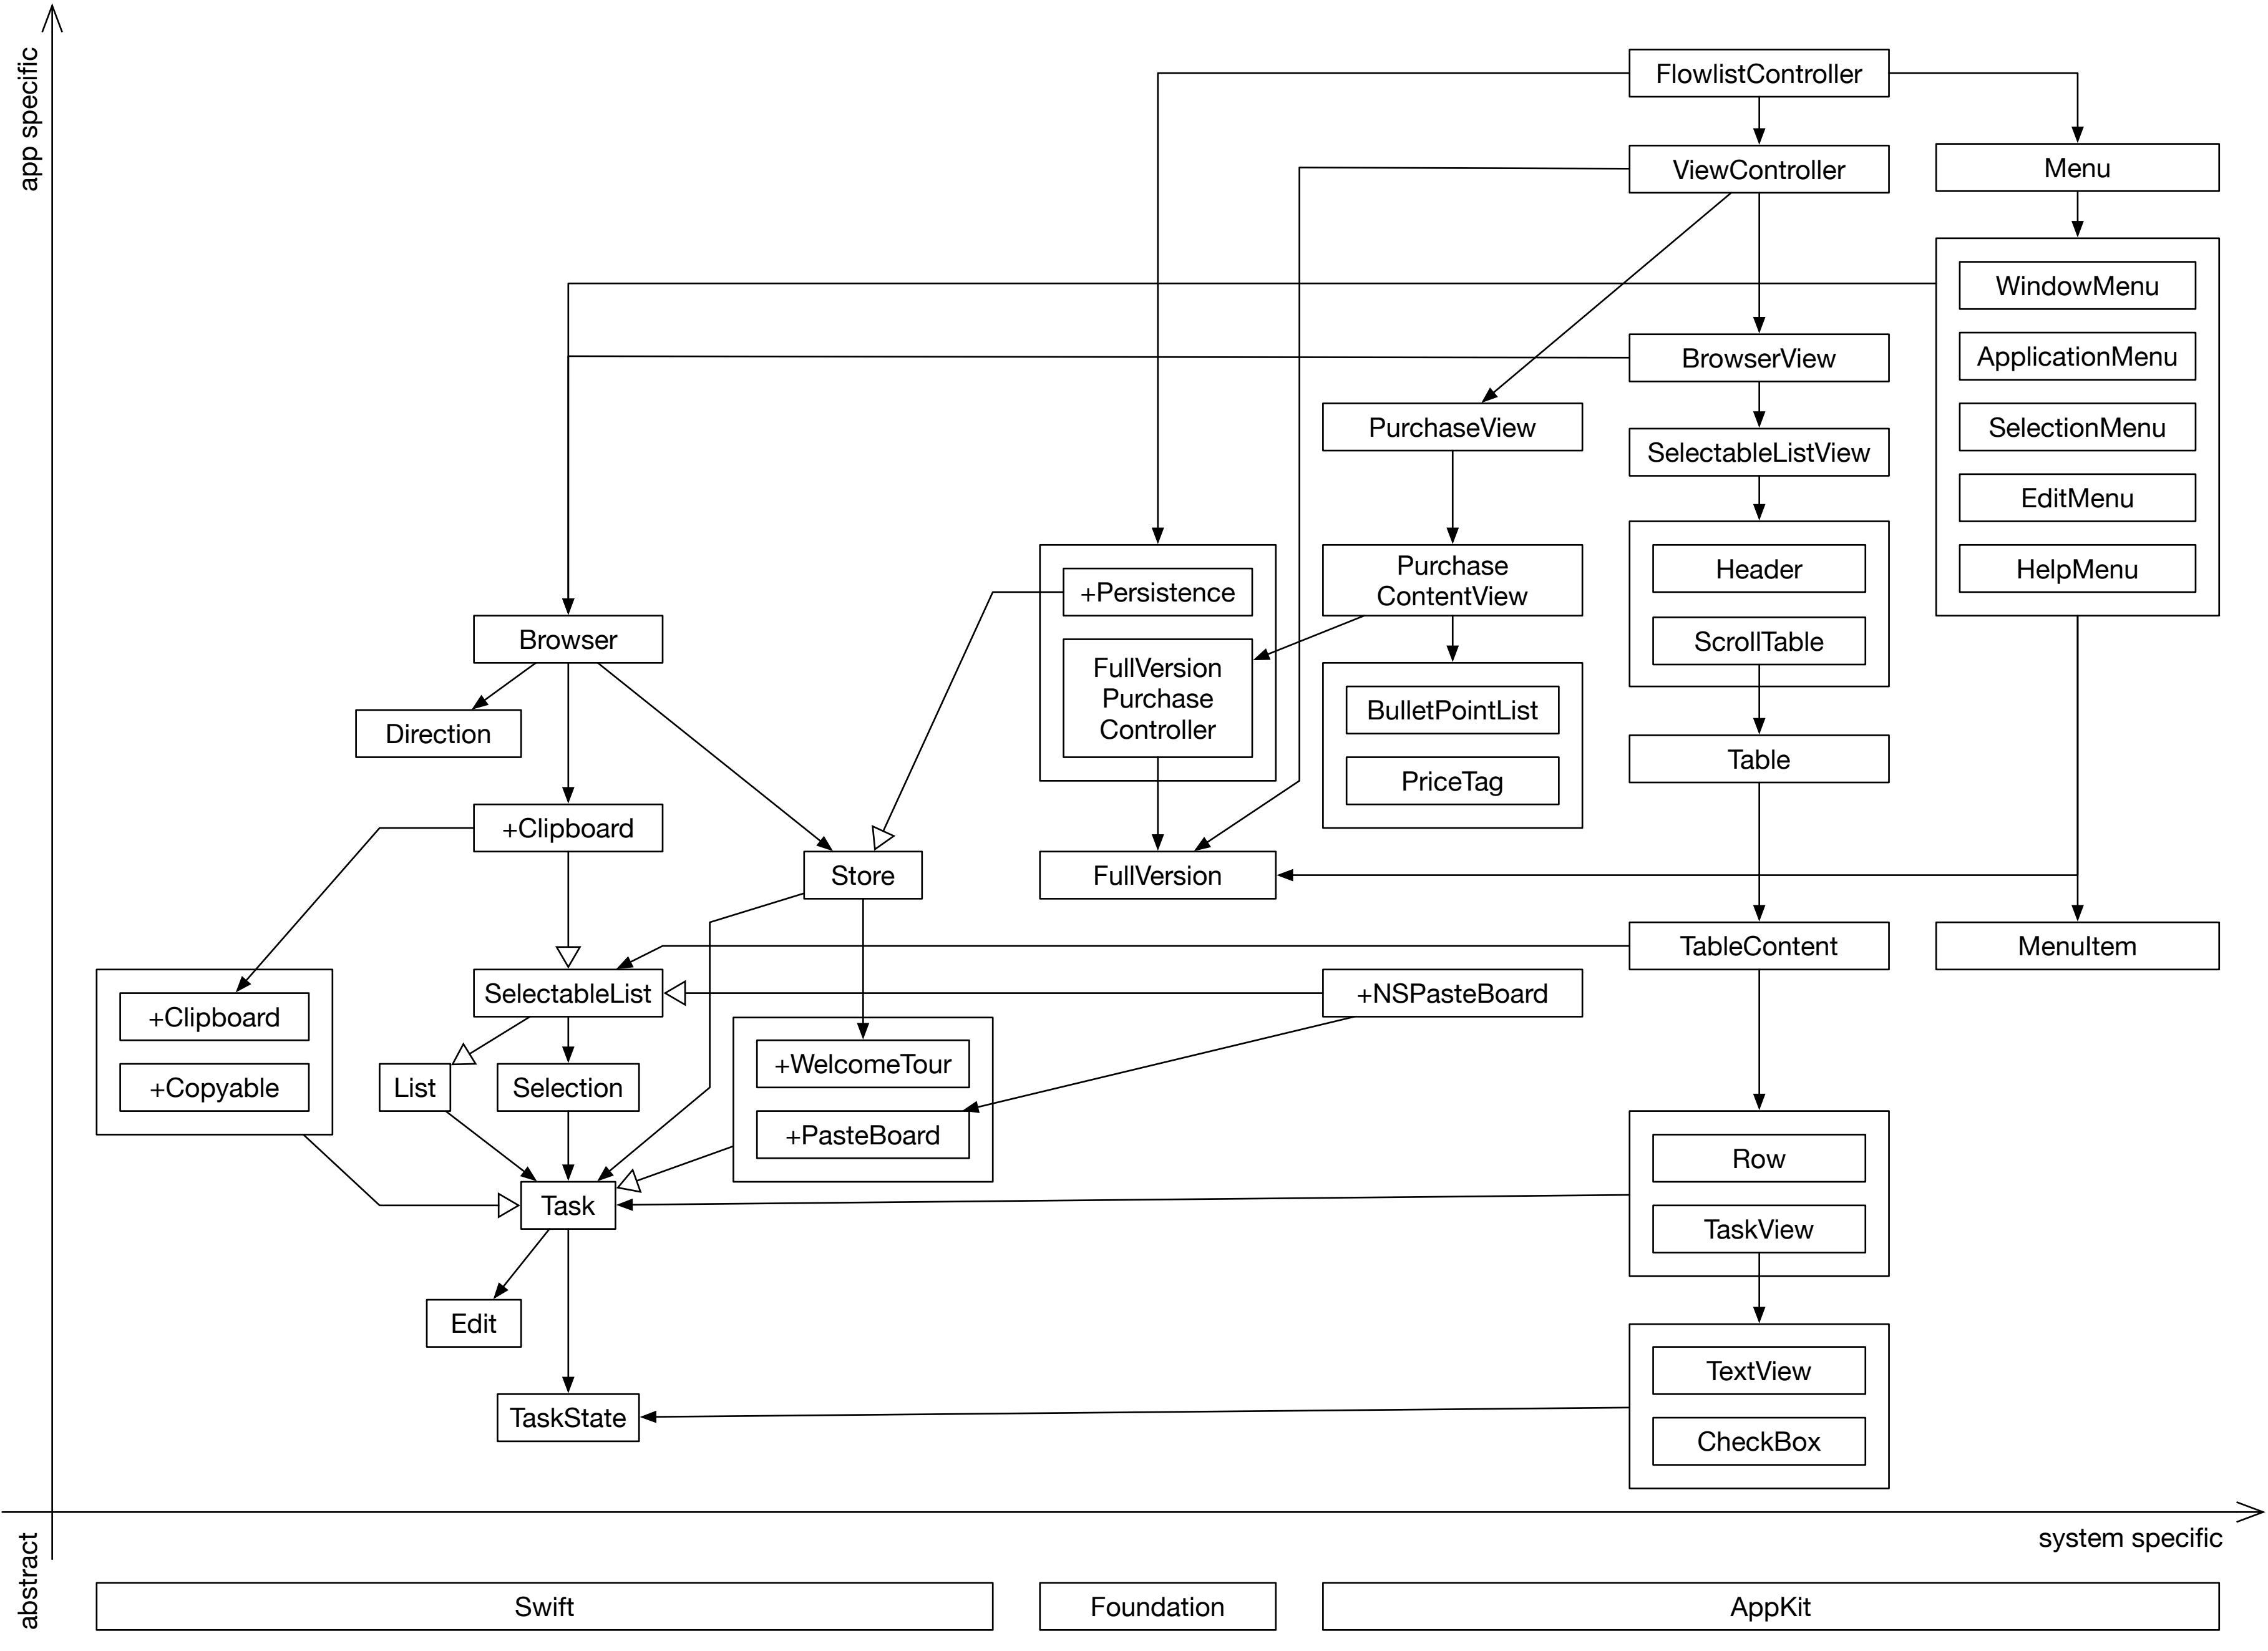 app specific
FlowlistController
ViewController
Menu
WindowMenu
BrowserView
ApplicationMenu
PurchaseView
SelectionMenu
SelectableListView
EditMenu
Purchase
ContentView
Header
HelpMenu
+Persistence
Browser
ScrollTable
FullVersion
Purchase
Controller
BulletPointList
Direction
Table
PriceTag
+Clipboard
Store
FullVersion
TableContent
MenuItem
SelectableList
+NSPasteBoard
+Clipboard
+WelcomeTour
+Copyable
List
Selection
+PasteBoard
Row
Task
TaskView
Edit
TextView
TaskState
CheckBox
system specific
abstract
Swift
Foundation
AppKit